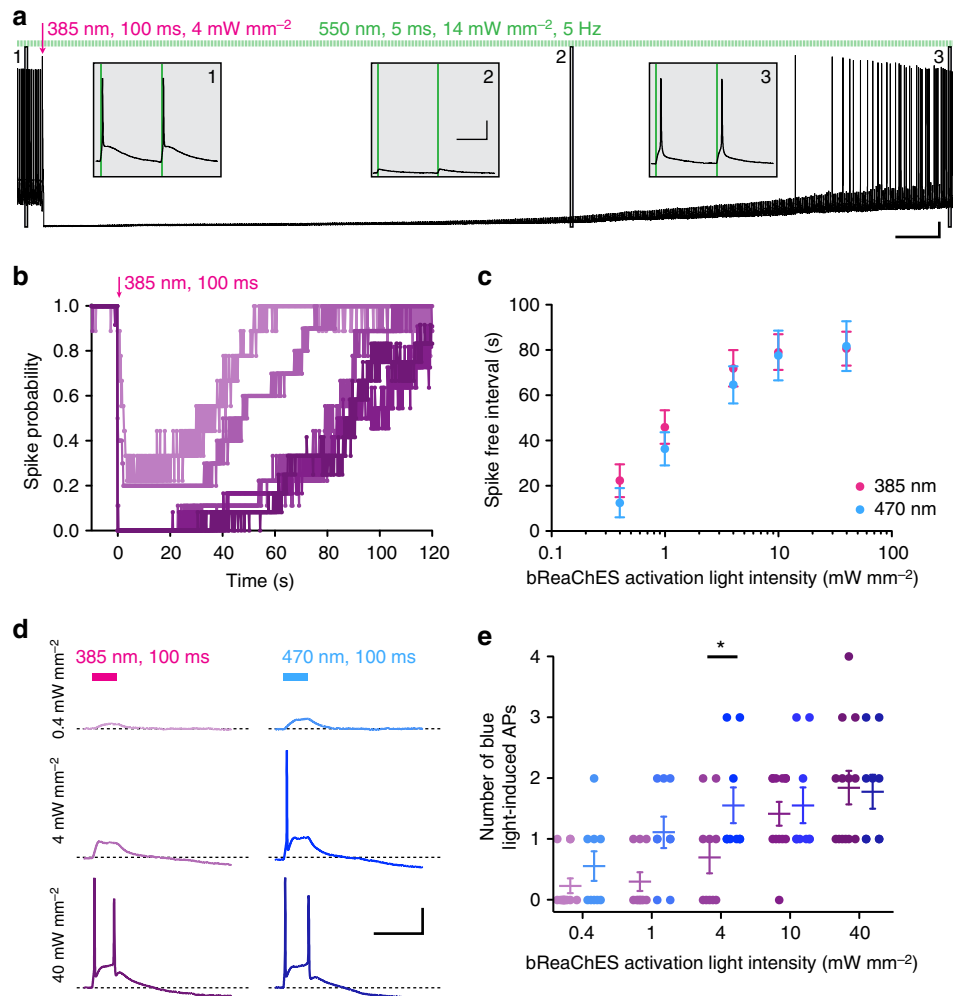 a
385 nm, 100 ms, 4 mW mm–2
550 nm, 5 ms, 14 mW mm–2, 5 Hz
1
2
3
1
2
3
b
385 nm, 100 ms
Spike probability
1.0
0.8
0.6
0.4
0.2
0.0
0 20 40 60 80 100 120
Time (s)
c
Spike free interval (s)
100
80
60
40
20
0
385 nm
470 nm
0.1 1 10 100
bReaChES activation light intensity (mW mm–2)
d
385 nm, 100 ms
470 nm, 100 ms
0.4 mW mm–2
4 mW mm–2
40 mW mm–2
e
*
Number of blue
light-induced APs
4
3
2
1
0
0.4 1 4 10 40
bReaChES activation light intensity (mW mm–2)